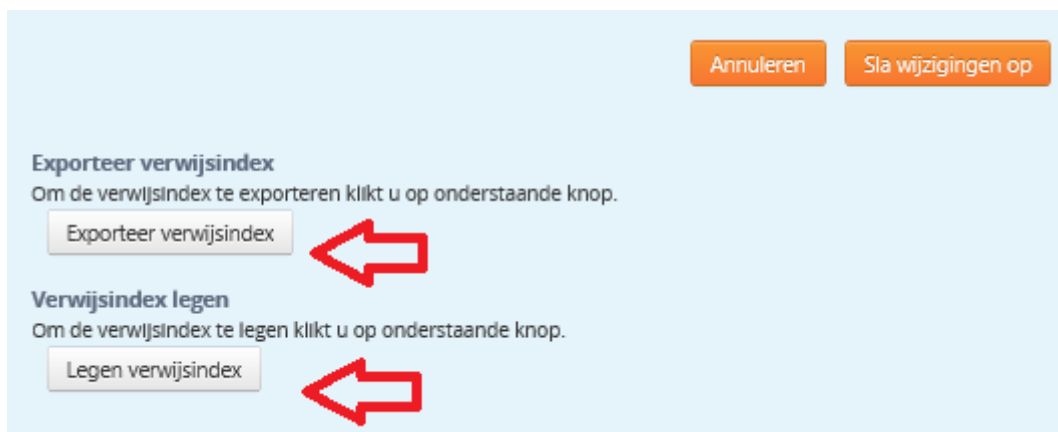 Annuleren Sla wijzigingen op
Exporteer verwijsindex
Om de verwijsindex te exporteren klikt u op onderstaande knop.
Exporteer verwijsindex
Verwijsindex legen
Om de verwijsindex te legen klikt u op onderstaande knop.
Legen verwijsindex